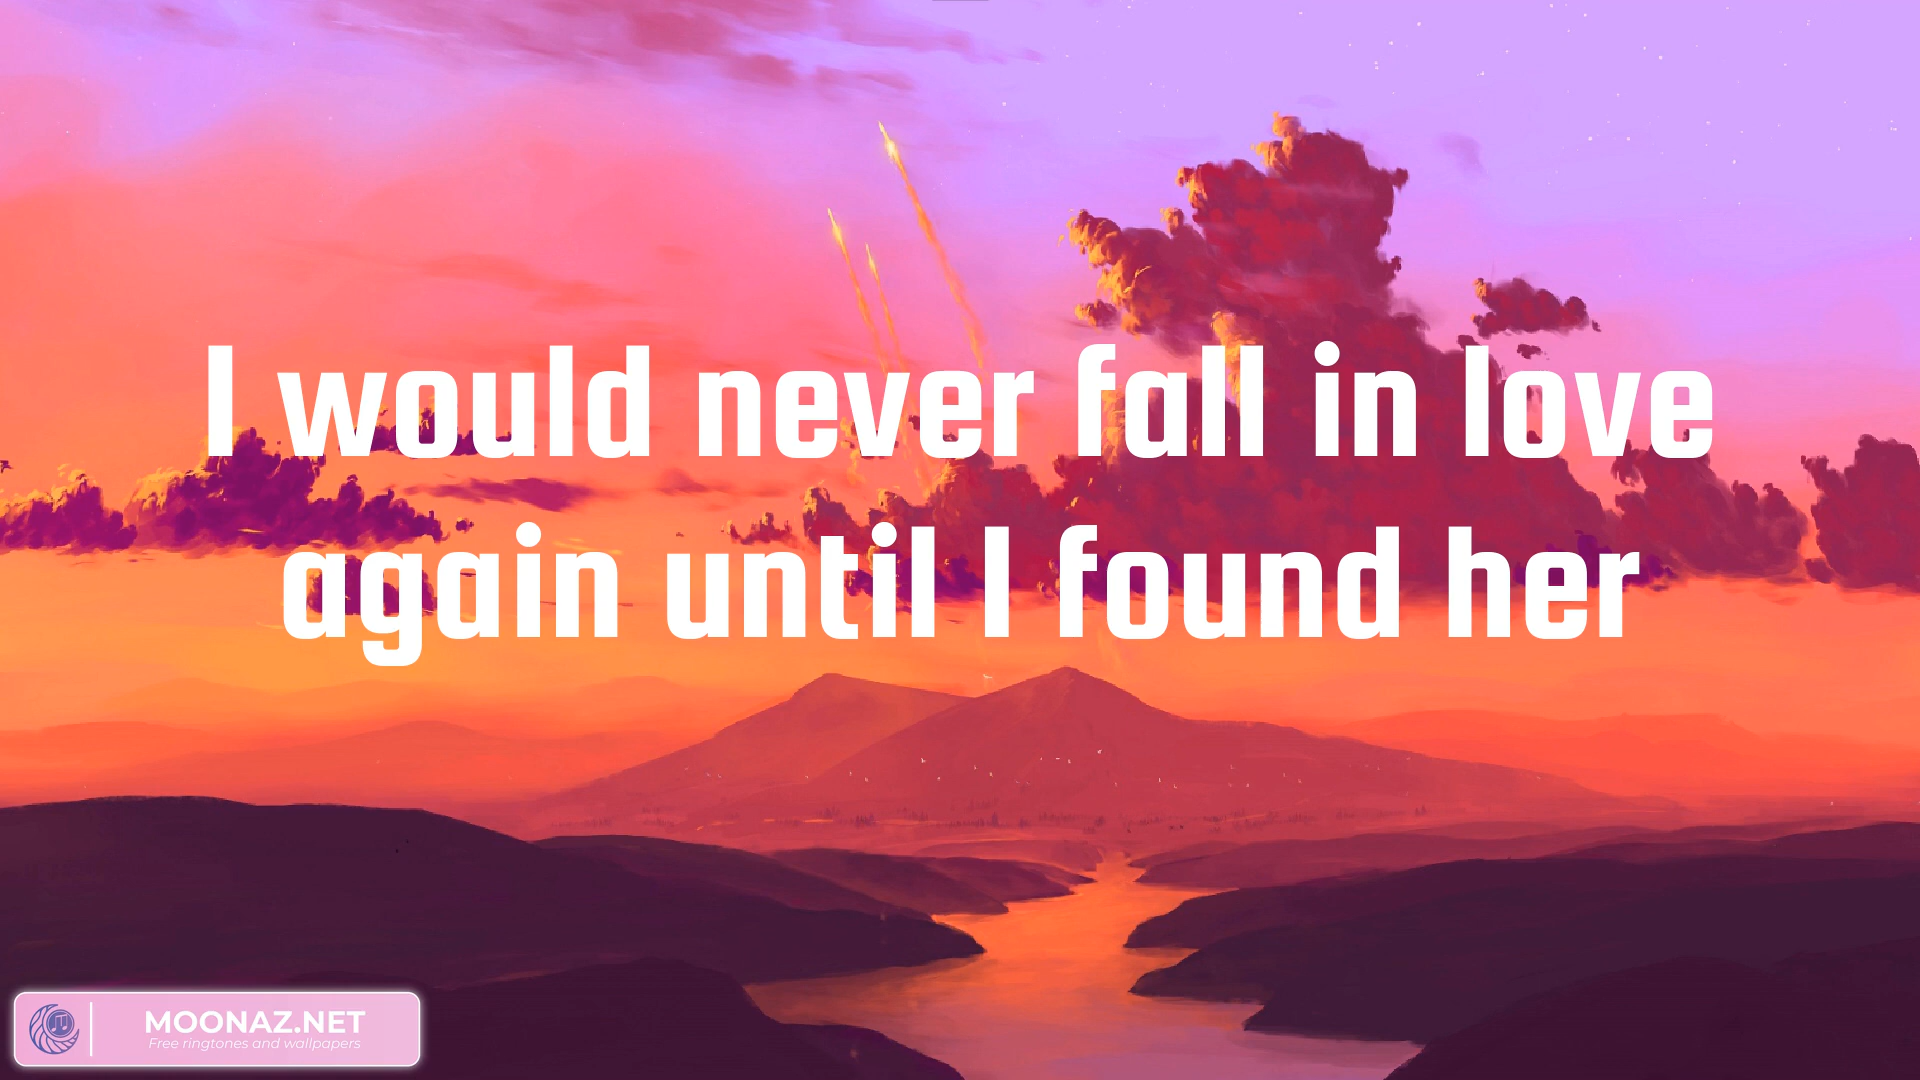 I would never fall in love
again until I found her
MOONAZ.NET
Free ringtones and wallpapers